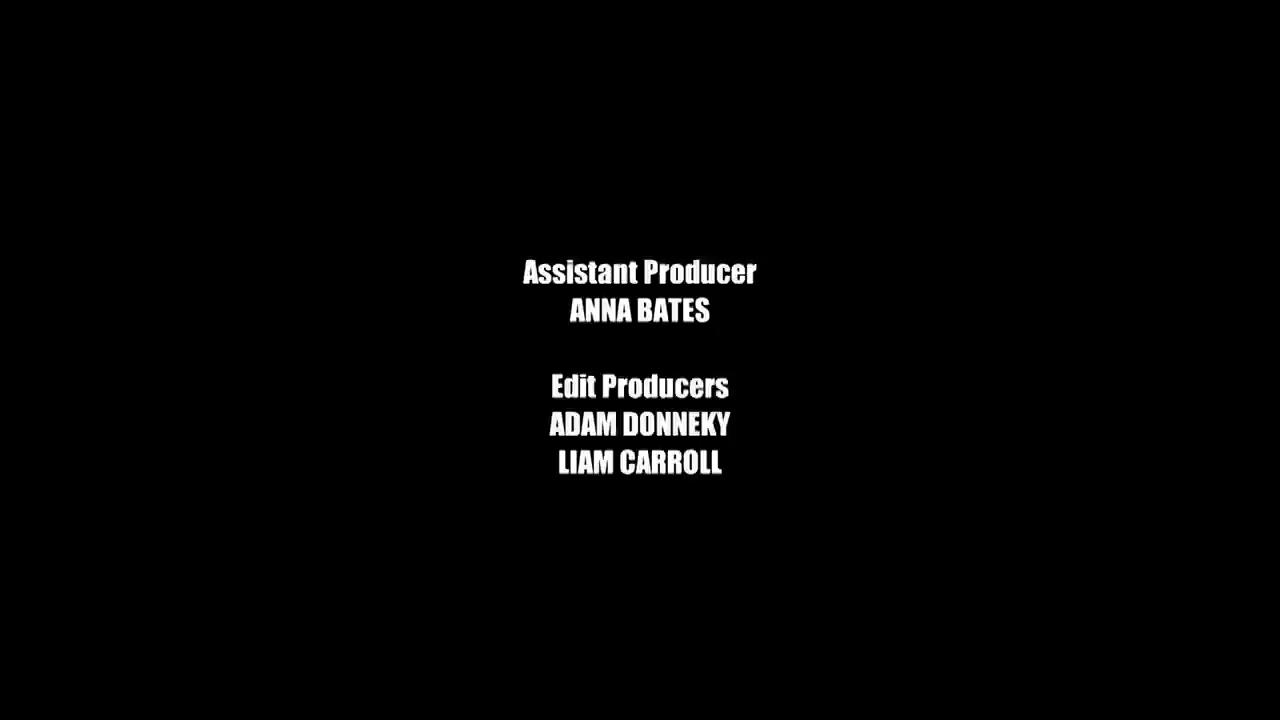 Assistant Producer
ANNA BATES
Edit Producers
ADAM DONNEKY
LIAM CARROLL